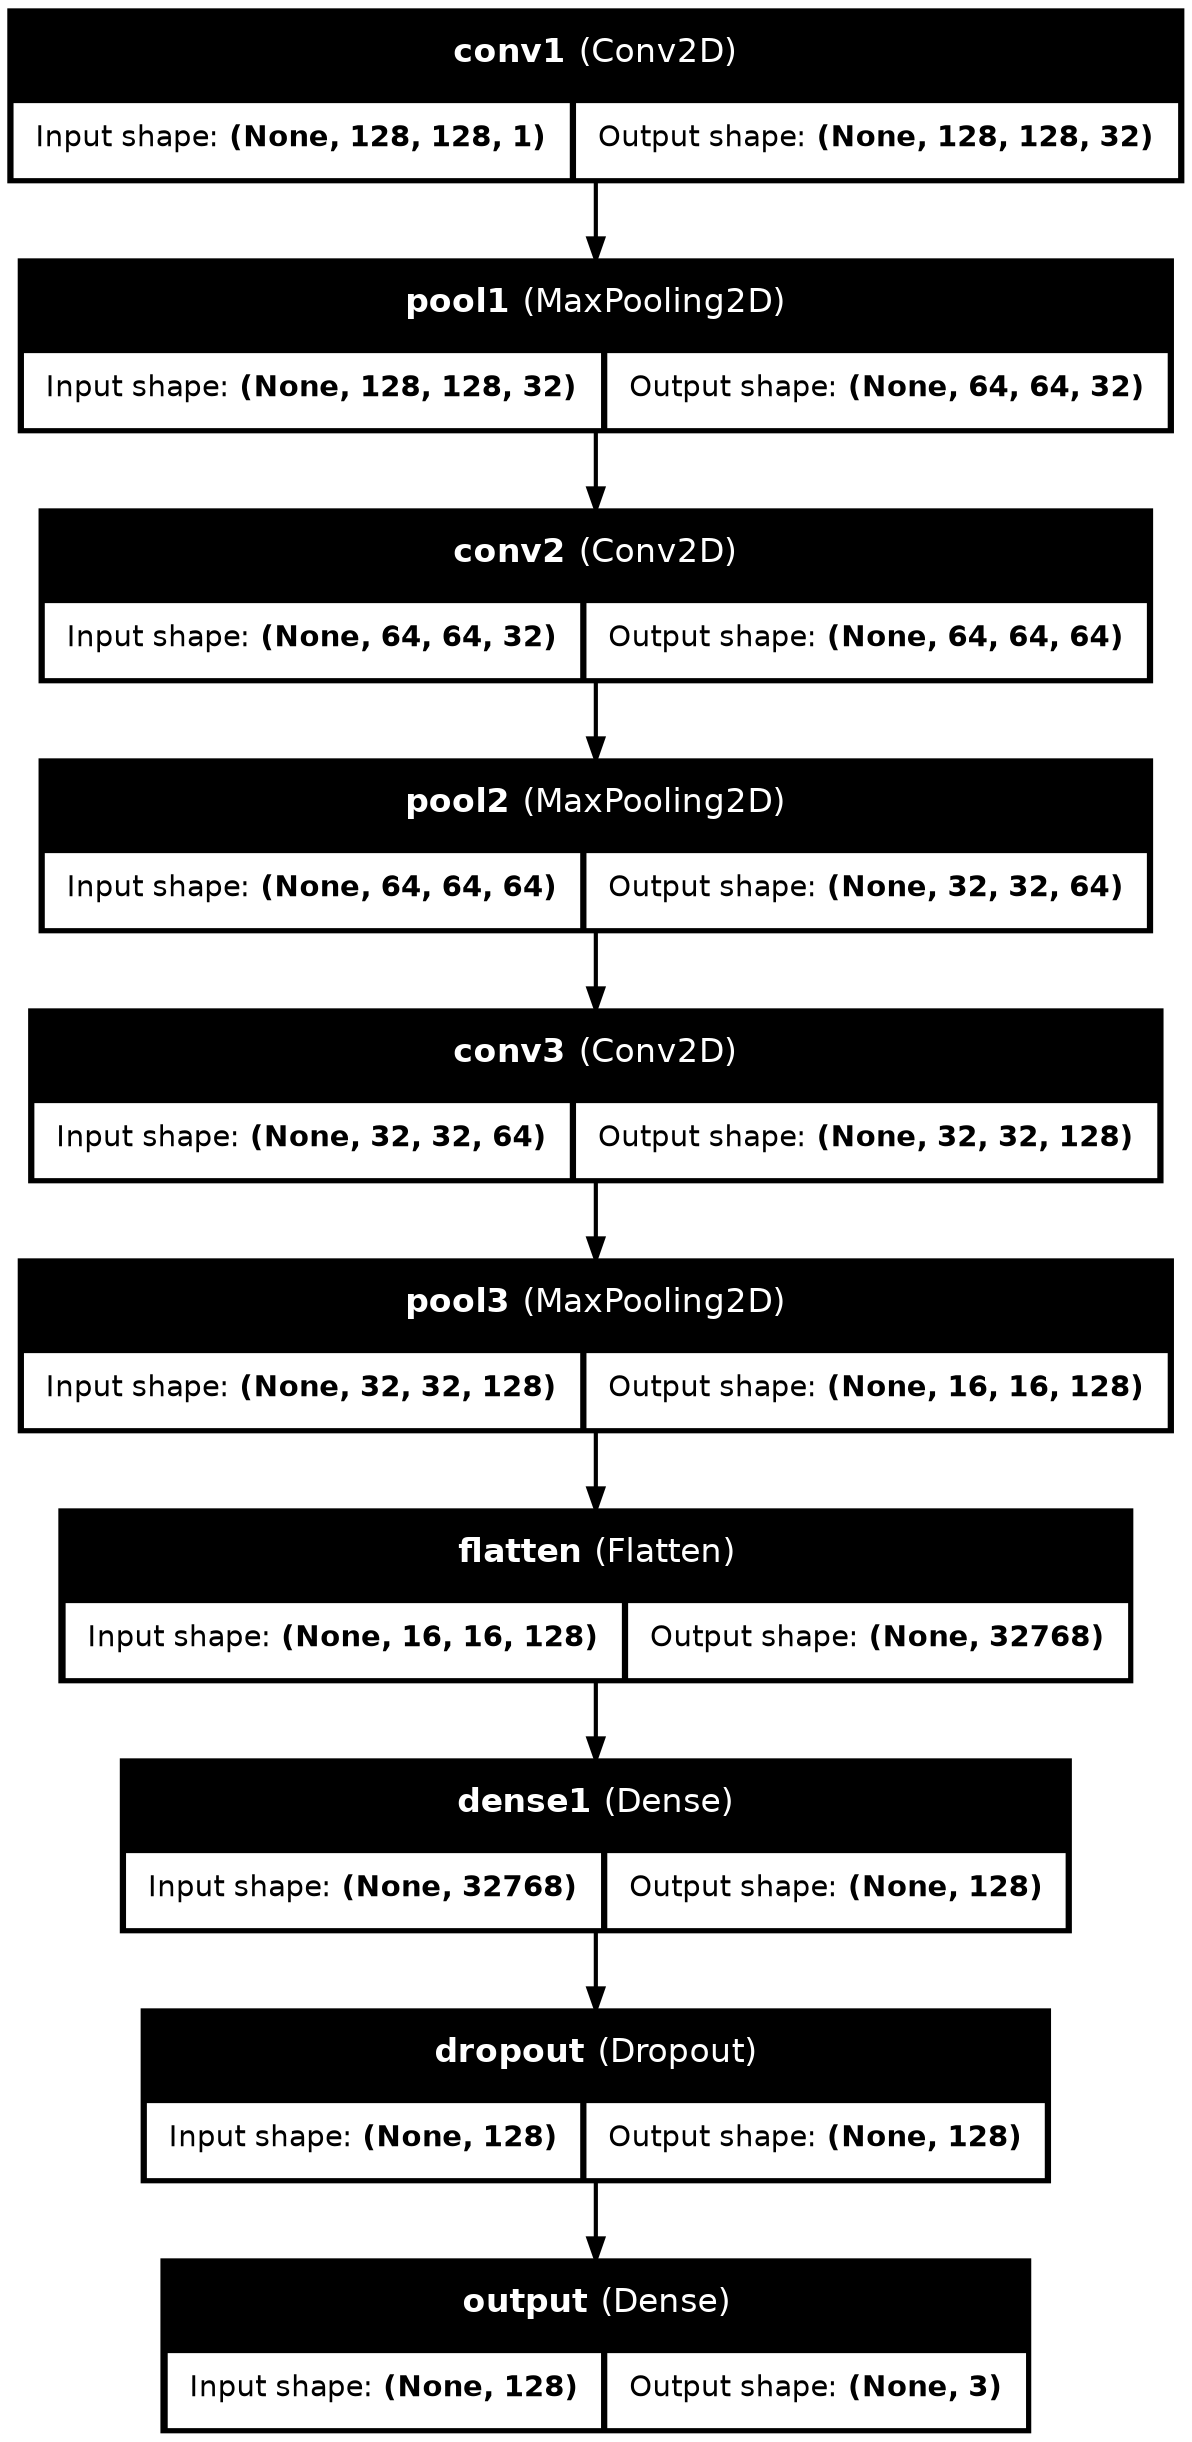 conv1 (Conv2D)
Input shape: (None, 128, 128, 1) Output shape: (None, 128, 128, 32)
pool1 (MaxPooling2D)
Input shape: (None, 128, 128, 32) Output shape: (None, 64, 64, 32)
conv2 (Conv2D)
Input shape: (None, 64, 64, 32) Output shape: (None, 64, 64, 64)
pool2 (MaxPooling2D)
Input shape: (None, 64, 64, 64) Output shape: (None, 32, 32, 64)
conv3 (Conv2D)
Input shape: (None, 32, 32, 64) Output shape: (None, 32, 32, 128)
pool3 (MaxPooling2D)
Input shape: (None, 32, 32, 128) Output shape: (None, 16, 16, 128)
flatten (Flatten)
Input shape: (None, 16, 16, 128) Output shape: (None, 32768)
dense1 (Dense)
Input shape: (None, 32768) Output shape: (None, 128)
dropout (Dropout)
Input shape: (None, 128) Output shape: (None, 128)
output (Dense)
Input shape: (None, 128) Output shape: (None, 3)